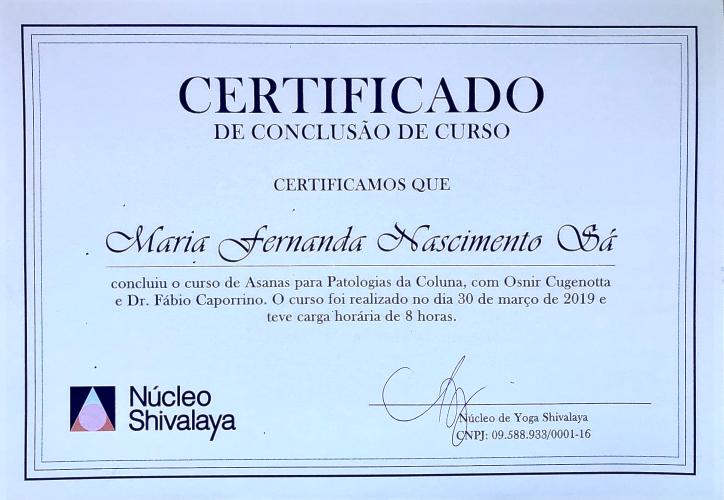 CERTIFICADO
DE CONCLUSÃO DE CURSO
CERTIFICAMOS QUE
Maria Fernanda Nascimento Sá
concluiu o curso de Asanas para Patologias da Coluna, com Osnir Cugenotta
e Dr. Fábio Caporrino. O curso foi realizado no dia 30 de março de 2019 e
teve carga horária de 8 horas.
Núcleo
Shivalaya
Núcleo de Yoga Shivalaya
CNPJ: 09.588.933/0001-16